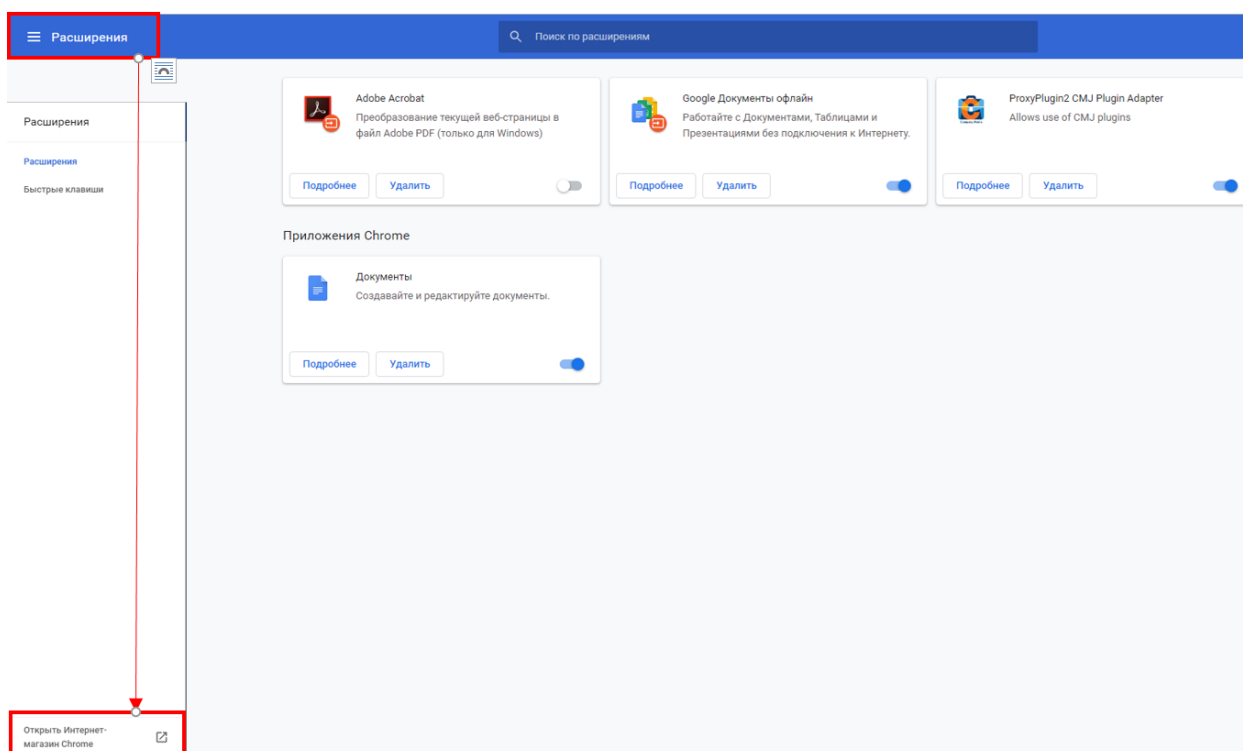 Расширения
Поиск по расширениям
Расширения
Расширения
Быстрые клавиши
Adobe Acrobat
Преобразование текущей веб-страницы в
файл Adobe PDF (только для Windows)
Подробнее
Удалить
Google Документы офлайн
Работайте с Документами, Таблицами и
Презентациями без подключения к Интернету.
Подробнее
Удалить
ProxyPlugin2 CMJ Plugin Adapter
Allows use of CMJ plugins
Подробнее
Удалить
Приложения Chrome
Документы
Создавайте и редактируйте документы.
Подробнее
Удалить
Открыть Интернет-
магазин Chrome